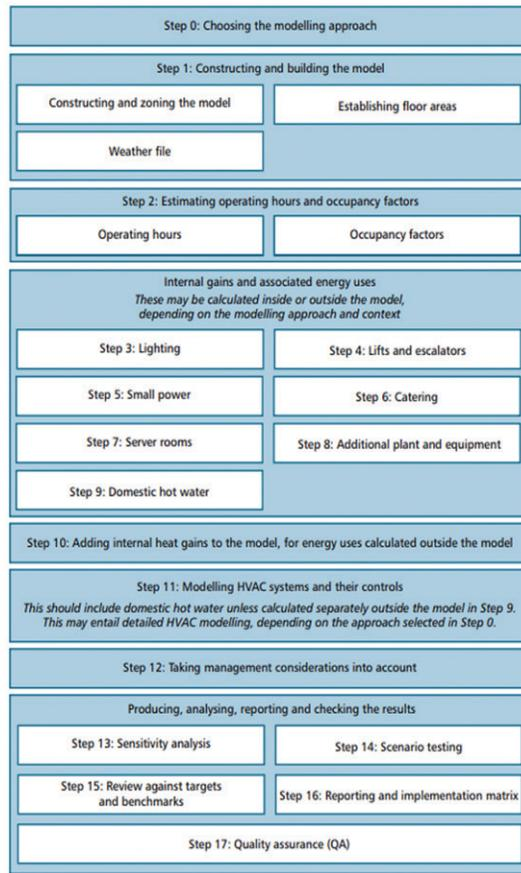 Step 0: Choosing the modelling approach
Step 1: Constructing and building the model
Constructing and zoning the model
Establishing floor areas
Weather file
Step 2: Estimating operating hours and occupancy factors
Operating hours
Occupancy factors
Internal gains and associated energy uses
These may be calculated inside or outside the model,
depending on the modelling approach and context
Step 3: Lighting
Step 4: Lifts and escalators
Step 5: Small power
Step 6: Catering
Step 7: Server rooms
Step 8: Additional plant and equipment
Step 9: Domestic hot water
Step 10: Adding internal heat gains to the model, for energy uses calculated outside the model
Step 11: Modelling HVAC systems and their controls
This should include domestic hot water unless calculated separately outside the model in Step 9.
This may entail detailed HVAC modelling, depending on the approach selected in Step 0.
Step 12: Taking management considerations into account
Producing, analysing, reporting and checking the results
Step 13: Sensitivity analysis
Step 14: Scenario testing
Step 15: Review against targets
and benchmarks
Step 16: Reporting and implementation matrix
Step 17: Quality assurance (QA)